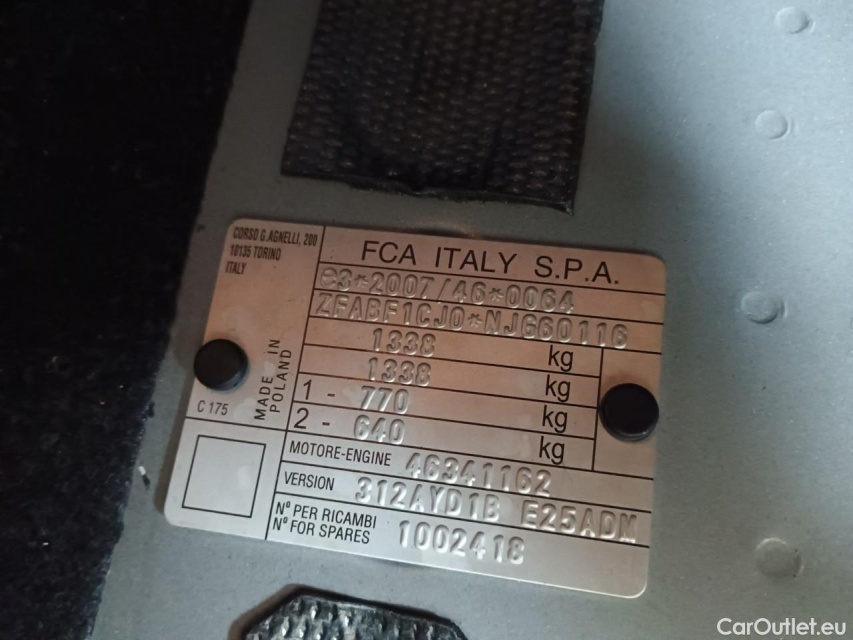 CORSO G.AGNELLI, 200
10135 TORINO
ITALY
FCA ITALY S.P.A.
e3*2007/46*0064
ZFABF1CJ0*NJ660116
1338 kg
1338 kg
1 - 770 kg
2 - 640 kg
MADE IN
POLAND
C 175
MOTORE-ENGINE 46341162
VERSION 312AYD1B E25ADM
Nº PER RICAMBI
Nº FOR SPARES 1002418
CarOutlet.eu